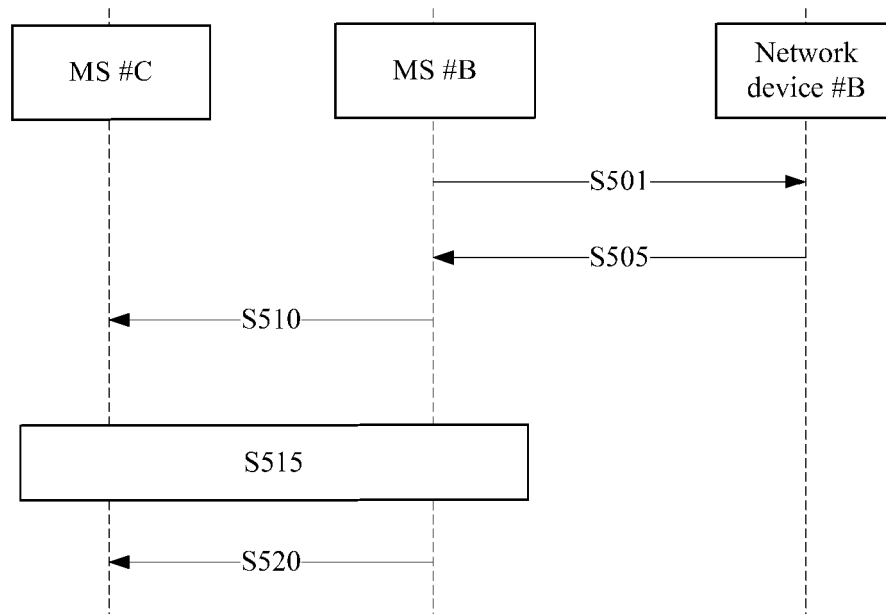 MS #C
MS #B
Network
device #B
S501
S505
S510
S515
S520